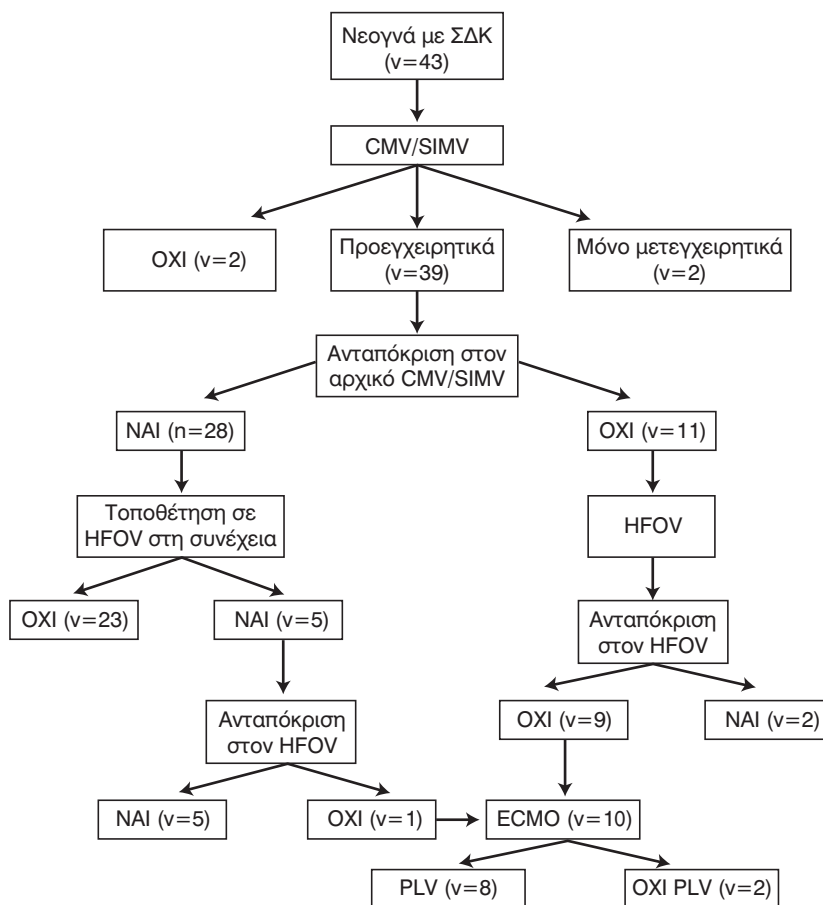 Νεογνά με ΣΔΚ
(ν=43)
CMV/SIMV
ΟΧΙ (ν=2)
Προεγχειρητικά
(ν=39)
Μόνο μετεγχειρητικά
(ν=2)
Ανταπόκριση στον
αρχικό CMV/SIMV
ΝΑΙ (n=28)
ΟΧΙ (ν=11)
Τοποθέτηση σε
HFOV στη συνέχεια
HFOV
ΟΧΙ (ν=23)
ΝΑΙ (ν=5)
Ανταπόκριση
στον HFOV
Ανταπόκριση
στον HFOV
ΟΧΙ (ν=9)
ΝΑΙ (ν=2)
ΝΑΙ (ν=5)
ΟΧΙ (ν=1)
ECMO (ν=10)
PLV (ν=8)
ΟΧΙ PLV (ν=2)